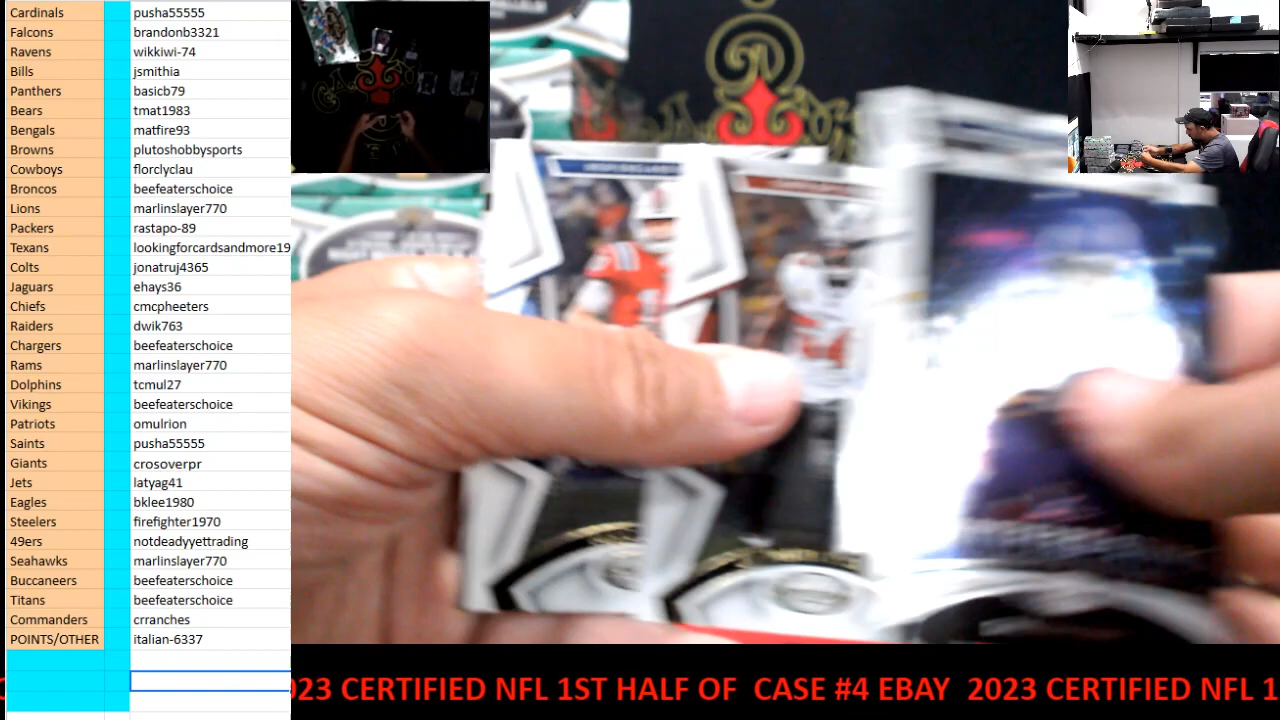 Cardinals pusha55555
Falcons brandonb3321
Ravens wikkiwi-74
Bills jsmithia
Panthers basicb79
Bears tmat1983
Bengals matfire93
Browns plutoshobbysports
Cowboys florclyclau
Broncos beefeaterschoice
Lions marlinslayer770
Packers rastapo-89
Texans lookingforcardsandmore19
Colts jonatruj4365
Jaguars ehays36
Chiefs cmcpheeters
Raiders dwik763
Chargers beefeaterschoice
Rams marlinslayer770
Dolphins tcmul27
Vikings beefeaterschoice
Patriots omulrion
Saints pusha55555
Giants crosoverpr
Jets latyag41
Eagles bklee1980
Steelers firefighter1970
49ers notdeadyyettrading
Seahawks marlinslayer770
Buccaneers beefeaterschoice
Titans beefeaterschoice
Commanders crranches
POINTS/OTHER italian-6337
023 CERTIFIED NFL 1ST HALF OF CASE #4 EBAY 2023 CERTIFIED NFL 1